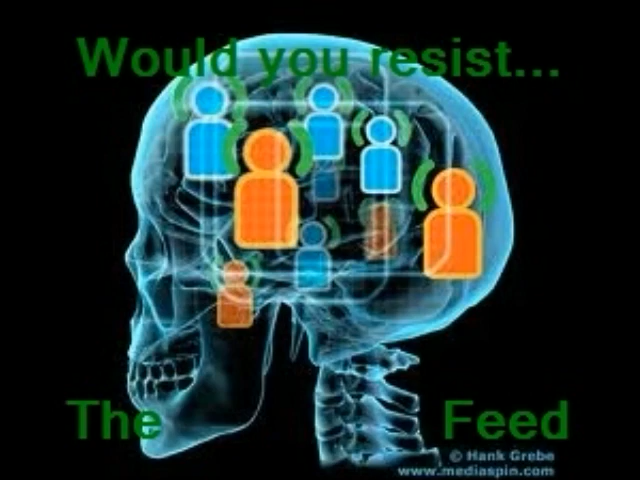 Would you resist...
The Feed
© Hank Grebe
www.mediaspin.com